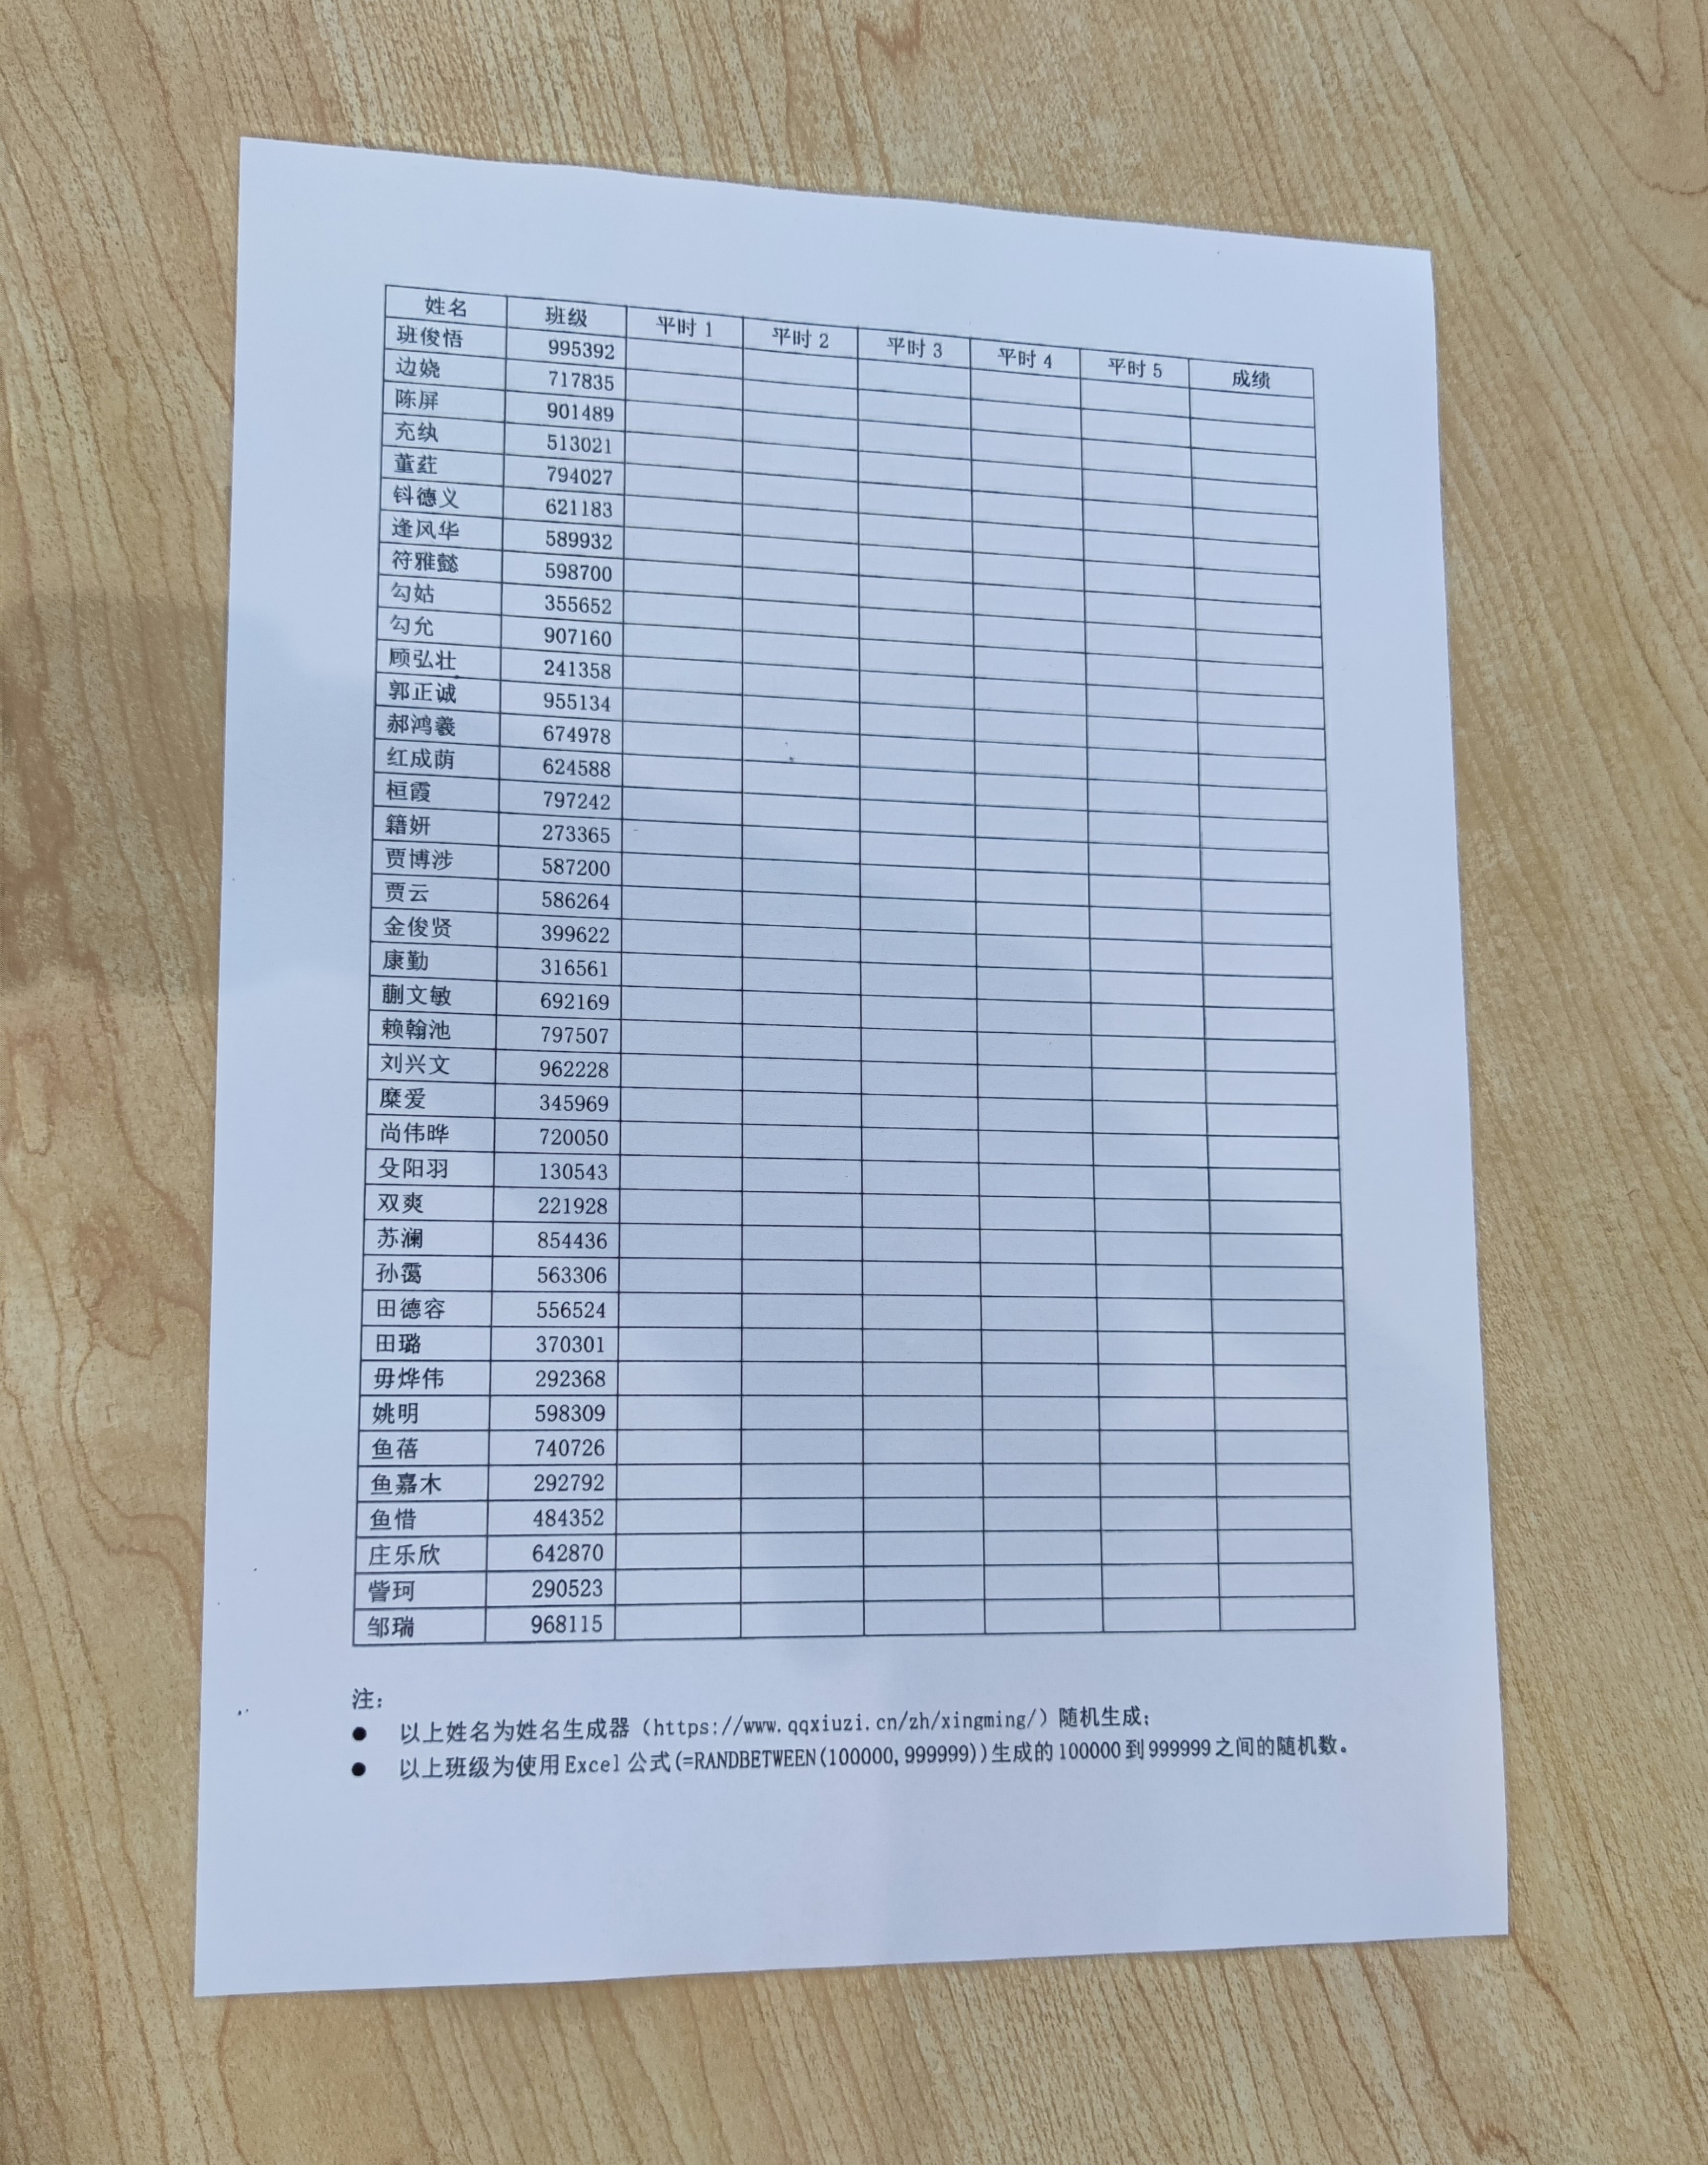 姓名 班级 平时 1 平时 2 平时 3 平时 4 平时 5 成绩
班俊悟 995392
边娆 717835
陈屏 901489
充纨 513021
董荭 794027
钭德义 621183
逄风华 589932
符雅懿 598700
勾姑 355652
勾允 907160
顾弘壮 241358
郭正诚 955134
郝鸿羲 674978
红成荫 624588
桓霞 797242
籍妍 273365
贾博涉 587200
贾云 586264
金俊贤 399622
康勤 316561
蒯文敏 692169
赖翰池 797507
刘兴文 962228
糜爱 345969
尚伟晔 720050
殳阳羽 130543
双爽 221928
苏澜 854436
孙霭 563306
田德容 556524
田璐 370301
毋烨伟 292368
姚明 598309
鱼蓓 740726
鱼嘉木 292792
鱼惜 484352
庄乐欣 642870
訾珂 290523
邹瑞 968115
注:
● 以上姓名为姓名生成器（https://www.qqxiuzi.cn/zh/xingming/）随机生成;
● 以上班级为使用 Excel 公式(=RANDBETWEEN(100000,999999))生成的 100000 到 999999 之间的随机数。